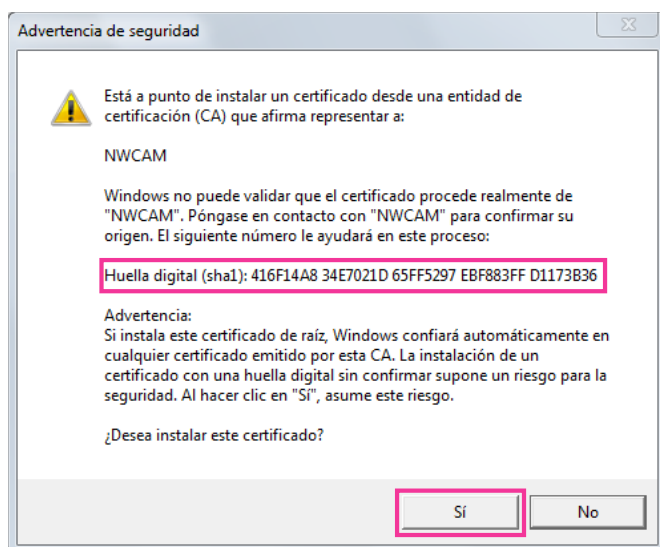 Advertencia de seguridad
Está a punto de instalar un certificado desde una entidad de
certificación (CA) que afirma representar a:
NWCAM
Windows no puede validar que el certificado procede realmente de
"NWCAM". Póngase en contacto con "NWCAM" para confirmar su
origen. El siguiente número le ayudará en este proceso:
Huella digital (sha1): 416F14A8 34E7021D 65FF5297 EBF883FF D1173B36
Advertencia:
Si instala este certificado de raíz, Windows confiará automáticamente en
cualquier certificado emitido por esta CA. La instalación de un
certificado con una huella digital sin confirmar supone un riesgo para la
seguridad. Al hacer clic en "Sí", asume este riesgo.
¿Desea instalar este certificado?
Sí
No